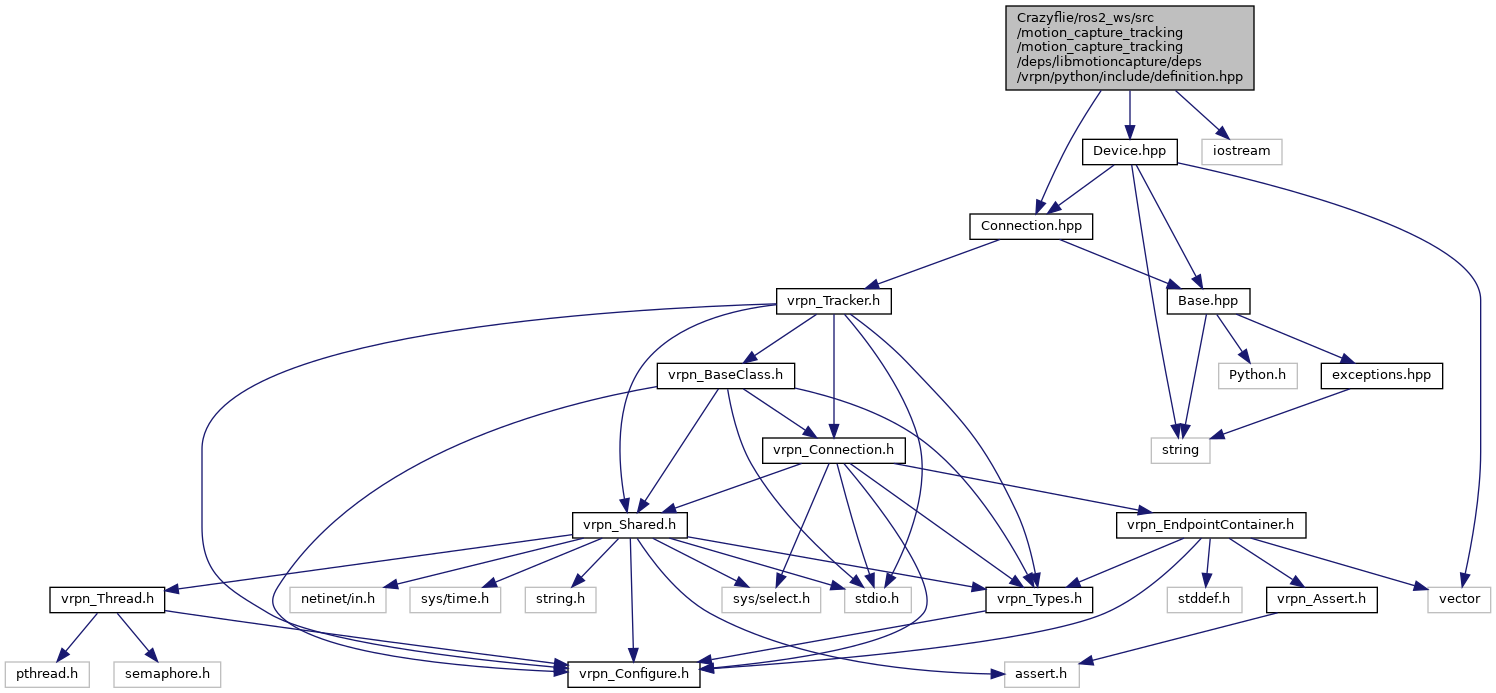 Crazyflie/ros2_ws/src
/motion_capture_tracking
/motion_capture_tracking
/deps/libmotioncapture/deps
/vrpn/python/include/definition.hpp
Device.hpp
iostream
Connection.hpp
vrpn_Tracker.h
Base.hpp
vrpn_BaseClass.h
Python.h
exceptions.hpp
vrpn_Connection.h
string
vrpn_Shared.h
vrpn_EndpointContainer.h
vrpn_Thread.h
netinet/in.h
sys/time.h
string.h
sys/select.h
stdio.h
vrpn_Types.h
stddef.h
vrpn_Assert.h
vector
pthread.h
semaphore.h
vrpn_Configure.h
assert.h